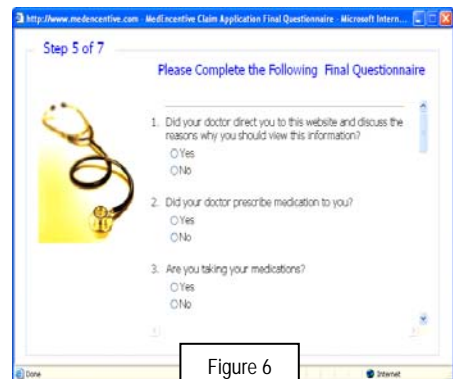 http://www.medencentive.com - MedEncentive Claim Application Final Questionnaire - Microsoft Intern...
Step 5 of 7
Please Complete the Following Final Questionnaire
1. Did your doctor direct you to this website and discuss the
reasons why you should view this information?
Yes
No
2. Did your doctor prescribe medication to you?
Yes
No
3. Are you taking your medications?
Yes
No
Figure 6
Done
Internet